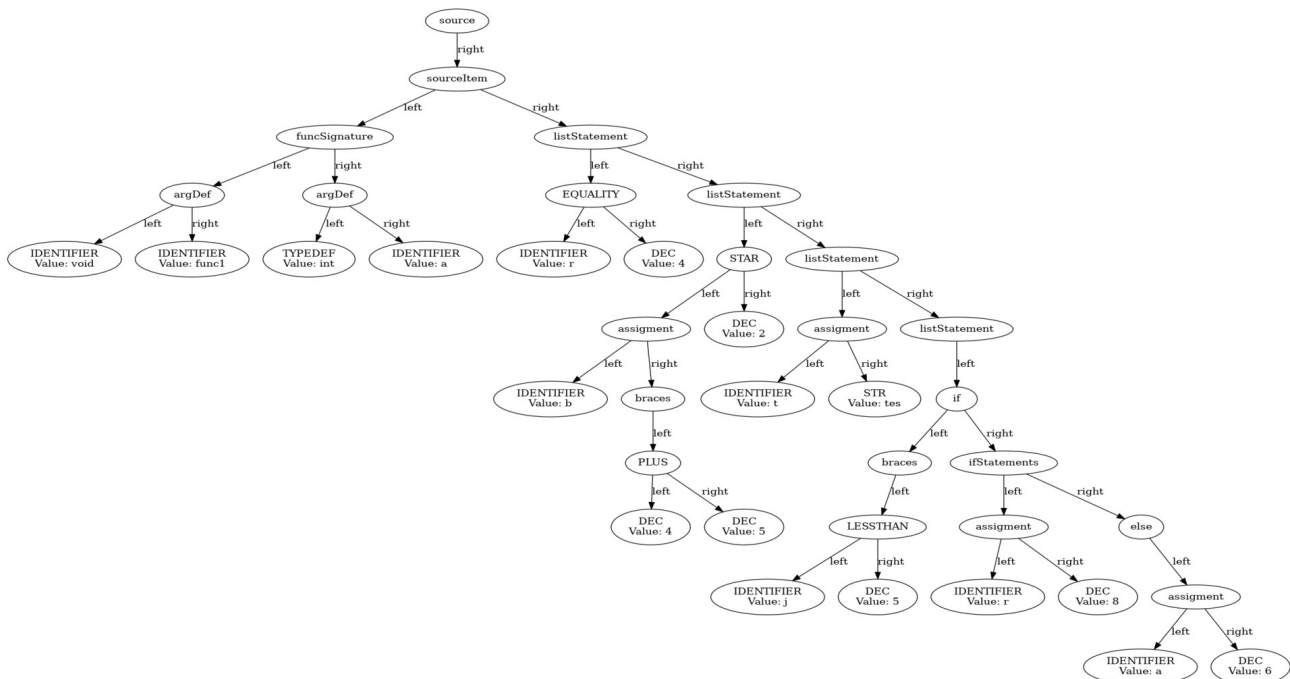 source
right
sourceItem
left
right
funcSignature
listStatement
left
right
left
right
argDef
argDef
EQUALITY
listStatement
left
right
left
right
left
right
left
right
IDENTIFIER
Value: void
IDENTIFIER
Value: func1
TYPEDEF
Value: int
IDENTIFIER
Value: a
IDENTIFIER
Value: r
DEC
Value: 4
STAR
listStatement
left
right
left
right
assigment
DEC
Value: 2
assigment
listStatement
left
right
left
right
left
IDENTIFIER
Value: b
braces
IDENTIFIER
Value: t
STR
Value: tes
if
left
left
right
PLUS
braces
ifStatements
left
right
left
left
right
DEC
Value: 4
DEC
Value: 5
LESSTHAN
assigment
else
left
right
left
right
left
IDENTIFIER
Value: j
DEC
Value: 5
IDENTIFIER
Value: r
DEC
Value: 8
assigment
left
right
IDENTIFIER
Value: a
DEC
Value: 6